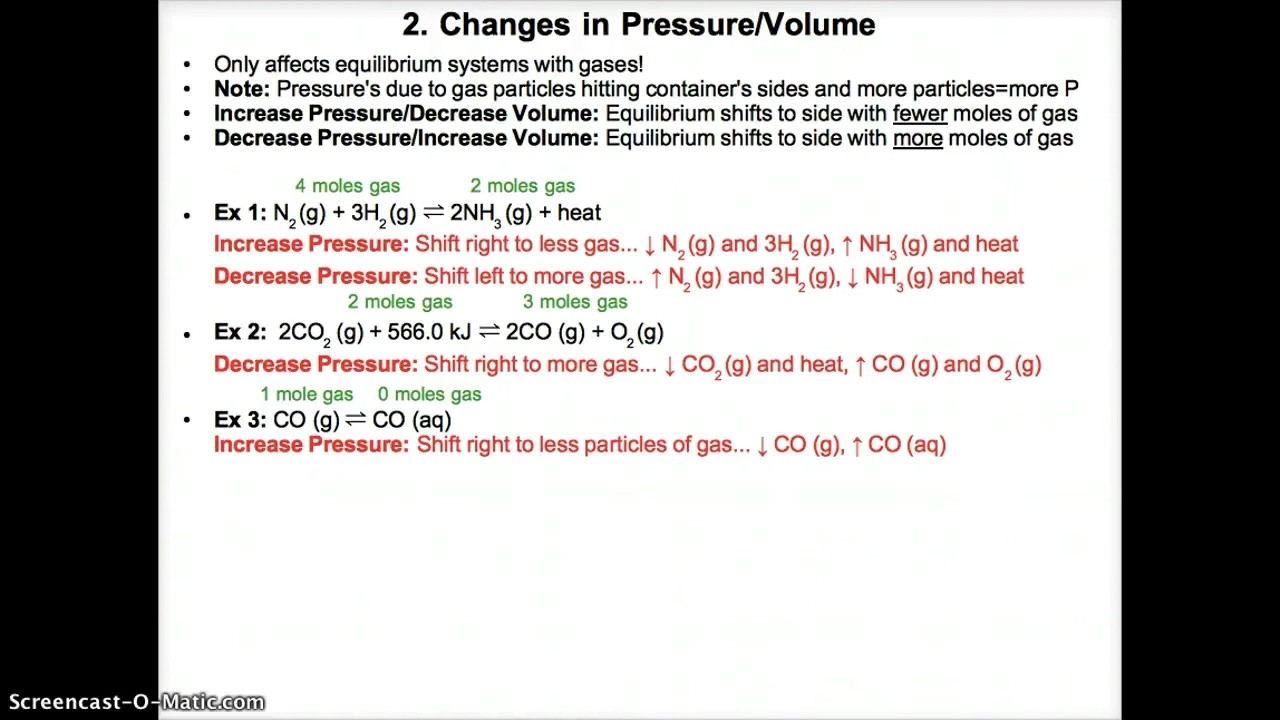 2. Changes in Pressure/Volume
• Only affects equilibrium systems with gases!
• Note: Pressure's due to gas particles hitting container's sides and more particles=more P
• Increase Pressure/Decrease Volume: Equilibrium shifts to side with fewer moles of gas
• Decrease Pressure/Increase Volume: Equilibrium shifts to side with more moles of gas
4 moles gas 2 moles gas
• Ex 1: N₂(g) + 3H₂(g) ⇌ 2NH₃(g) + heat
Increase Pressure: Shift right to less gas... ↓ N₂(g) and 3H₂(g), ↑ NH₃(g) and heat
Decrease Pressure: Shift left to more gas... ↑ N₂(g) and 3H₂(g), ↓ NH₃(g) and heat
2 moles gas 3 moles gas
• Ex 2: 2CO₂(g) + 566.0 kJ ⇌ 2CO (g) + O₂(g)
Decrease Pressure: Shift right to more gas... ↓ CO₂(g) and heat, ↑ CO (g) and O₂(g)
1 mole gas 0 moles gas
• Ex 3: CO (g) ⇌ CO (aq)
Increase Pressure: Shift right to less particles of gas... ↓ CO (g), ↑ CO (aq)
Screencast-O-Matic.com